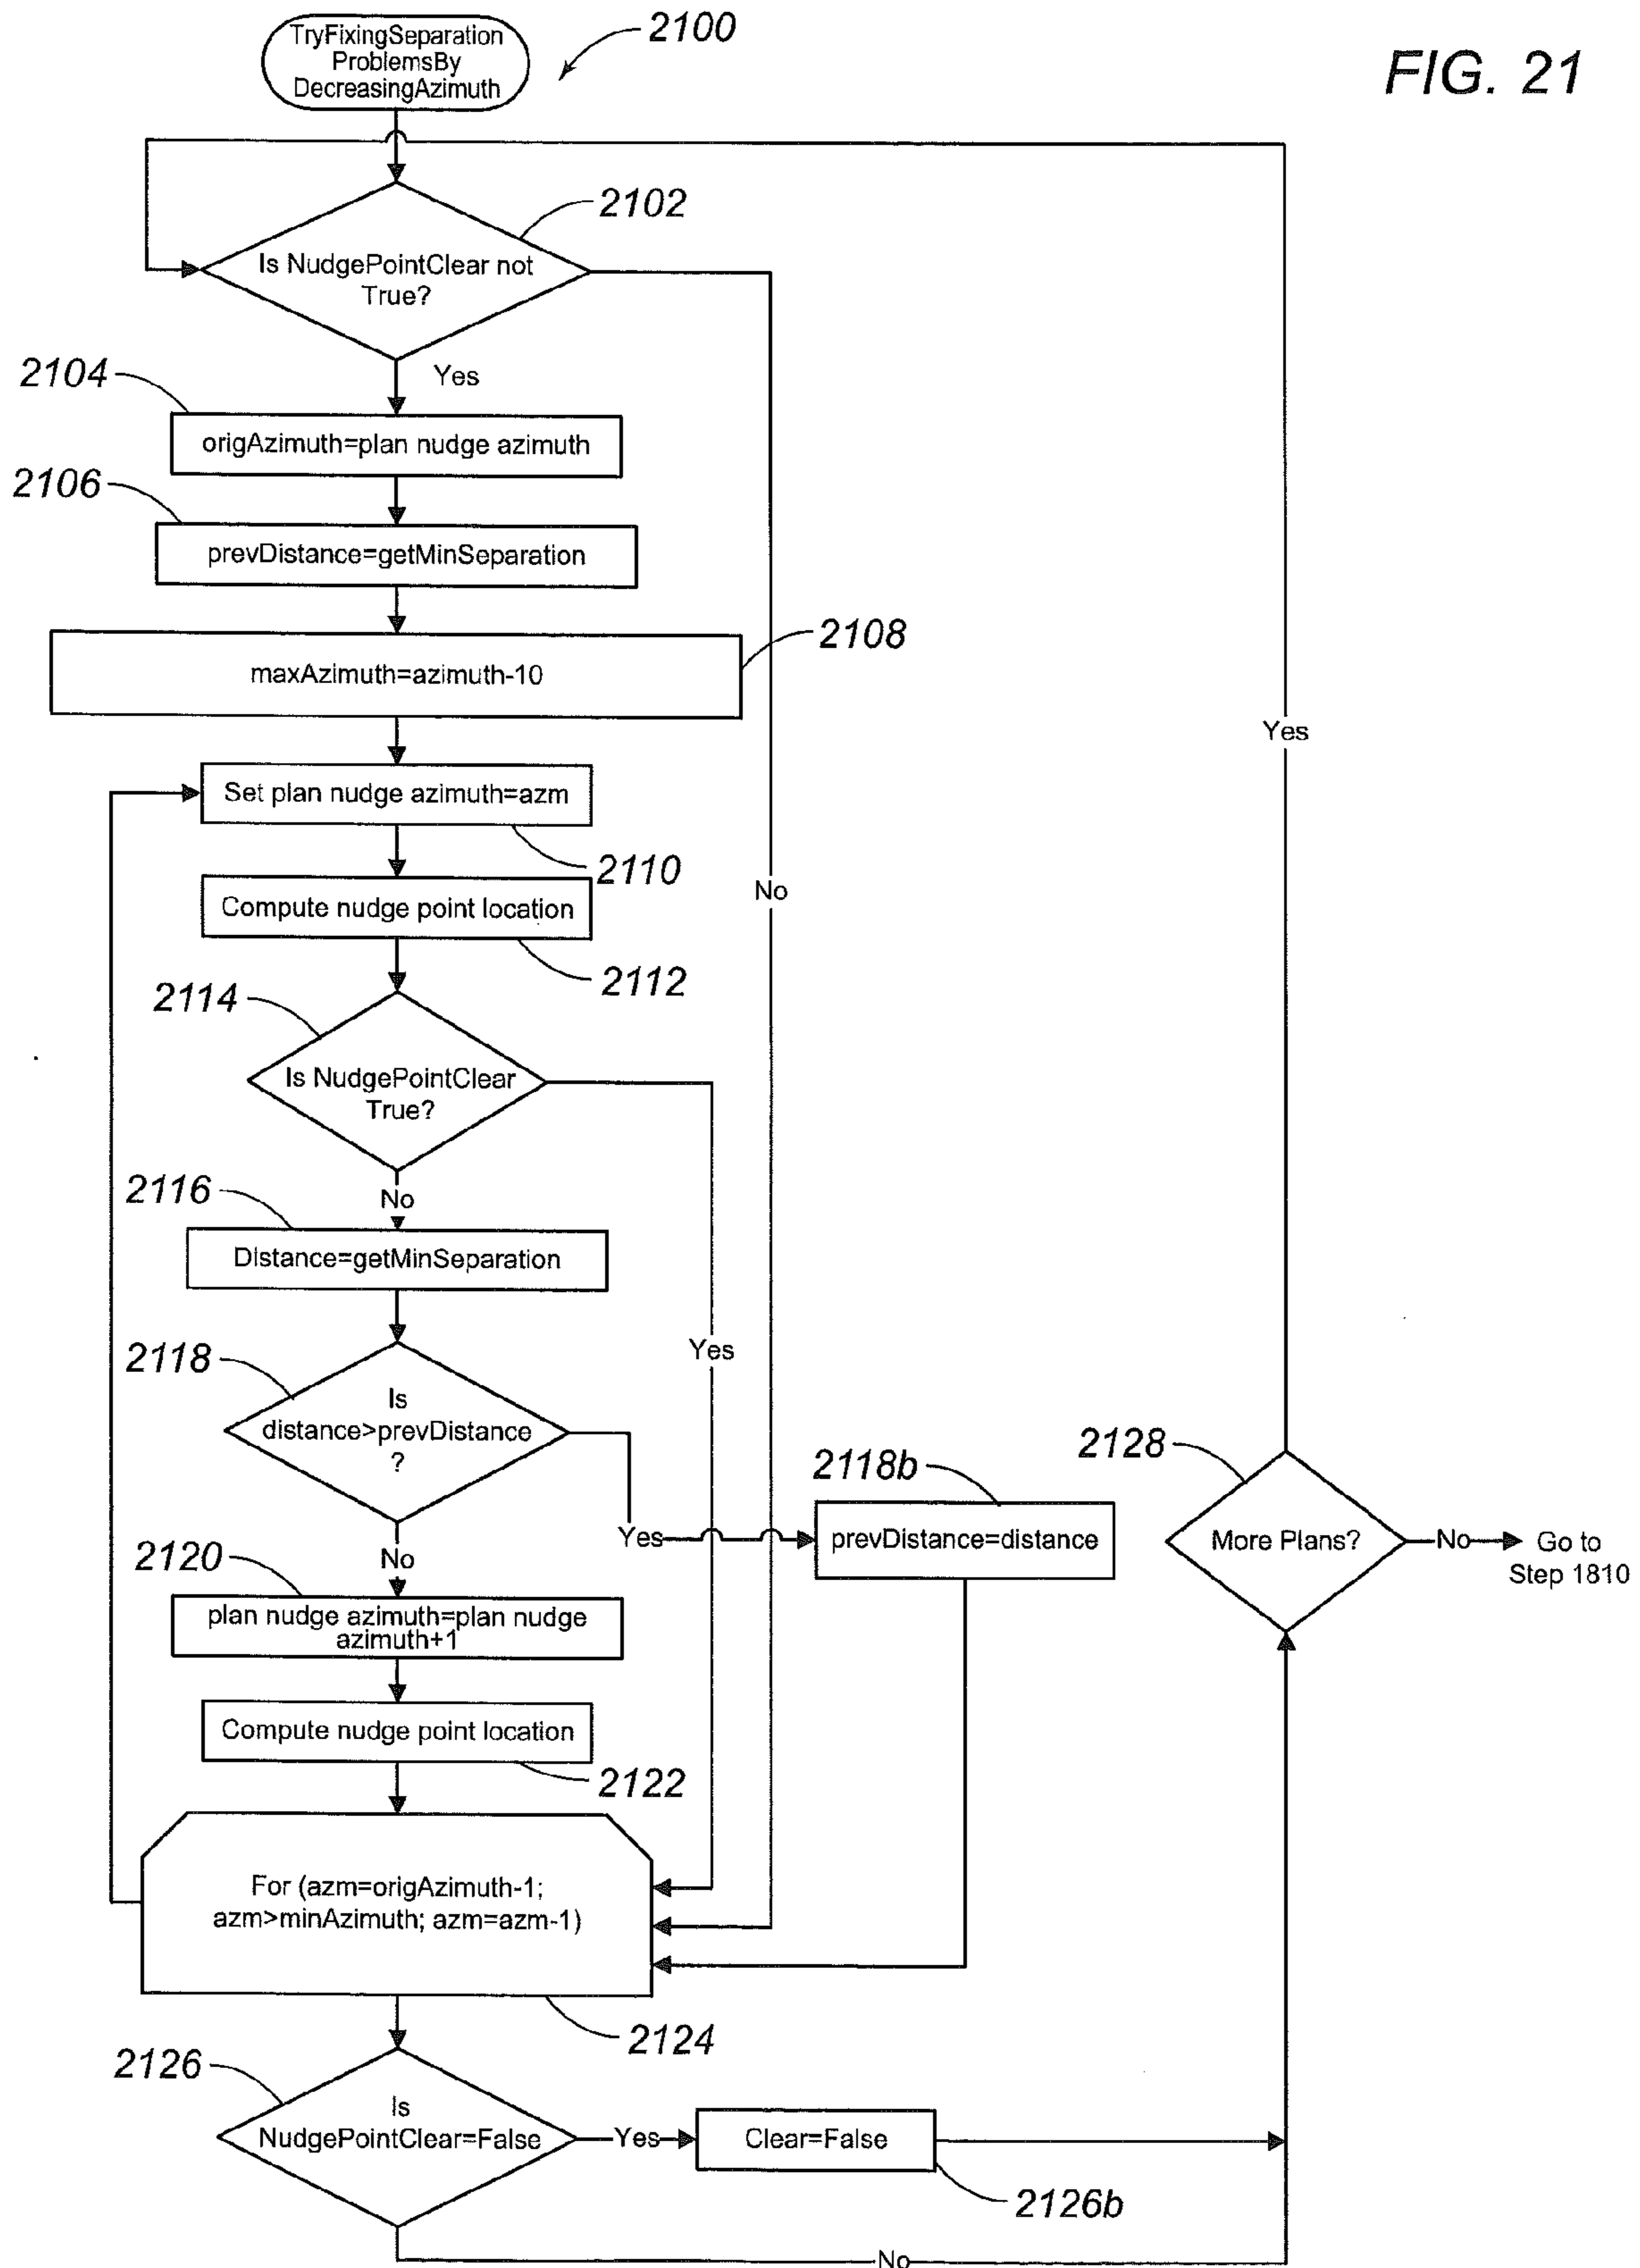 FIG. 21
2100
TryFixingSeparation
ProblemsBy
DecreasingAzimuth
2102
Is NudgePointClear not
True?
Yes
2104
origAzimuth=plan nudge azimuth
2106
prevDistance=getMinSeparation
2108
maxAzimuth=azimuth-10
Yes
Set plan nudge azimuth=azm
2110
No
Compute nudge point location
2112
2114
Is NudgePointClear
True?
No
2116
Distance=getMinSeparation
Yes
2118
Is
distance>prevDistance
?
2118b
Yes
prevDistance=distance
2128
More Plans?
No
Go to
Step 1810
No
2120
plan nudge azimuth=plan nudge
azimuth+1
Compute nudge point location
2122
For (azm=origAzimuth-1;
azm>minAzimuth; azm=azm-1)
2124
2126
Is
NudgePointClear=False
Yes
Clear=False
2126b
No